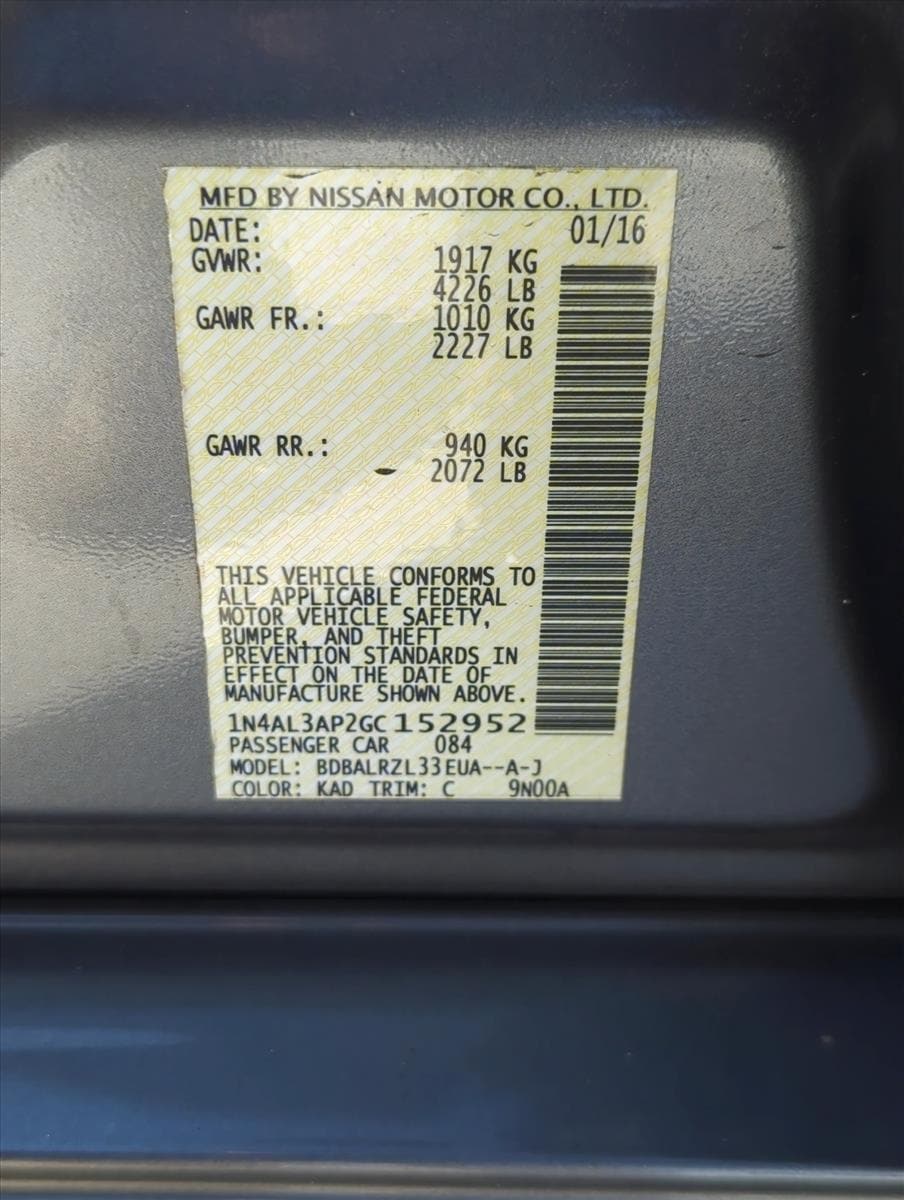 MFD BY NISSAN MOTOR CO., LTD.
DATE: 01/16
GVWR: 1917 KG
4226 LB
GAWR FR.: 1010 KG
2227 LB
GAWR RR.: 940 KG
2072 LB
THIS VEHICLE CONFORMS TO
ALL APPLICABLE FEDERAL
MOTOR VEHICLE SAFETY,
BUMPER, AND THEFT
PREVENTION STANDARDS IN
EFFECT ON THE DATE OF
MANUFACTURE SHOWN ABOVE.
1N4AL3AP2GC152952
PASSENGER CAR 084
MODEL: BDBALRZL33EUA--A-J
COLOR: KAD TRIM: C 9N00A